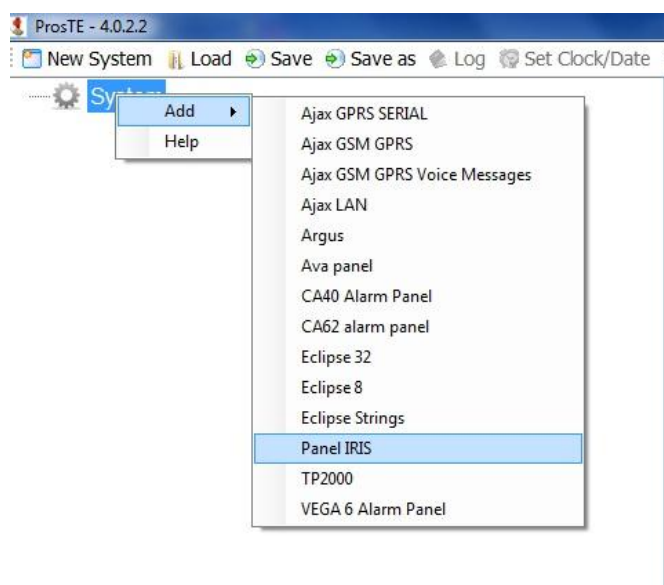 ProsTE - 4.0.2.2
New System Load Save Save as Log Set Clock/Date
System
Add
Help
Ajax GPRS SERIAL
Ajax GSM GPRS
Ajax GSM GPRS Voice Messages
Ajax LAN
Argus
Ava panel
CA40 Alarm Panel
CA62 alarm panel
Eclipse 32
Eclipse 8
Eclipse Strings
Panel IRIS
TP2000
VEGA 6 Alarm Panel